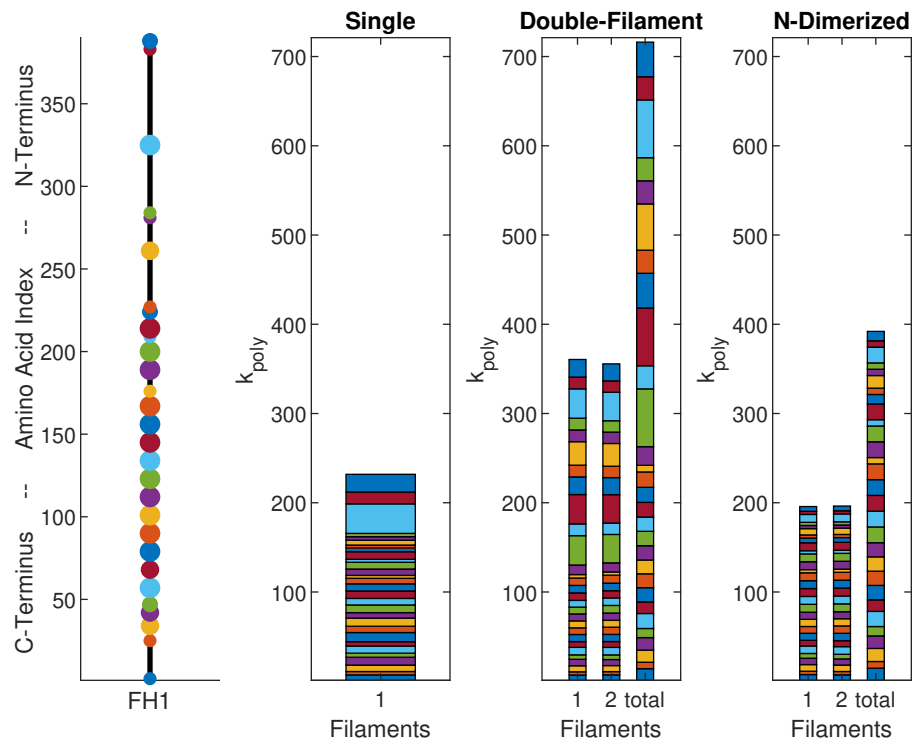 Single
Double-Filament
N-Dimerized
C-Terminus -- Amino Acid Index -- N-Terminus
350
300
250
200
150
100
50
FH1
k_poly
700
600
500
400
300
200
100
1
Filaments
k_poly
700
600
500
400
300
200
100
1 2 total
Filaments
k_poly
700
600
500
400
300
200
100
1 2 total
Filaments